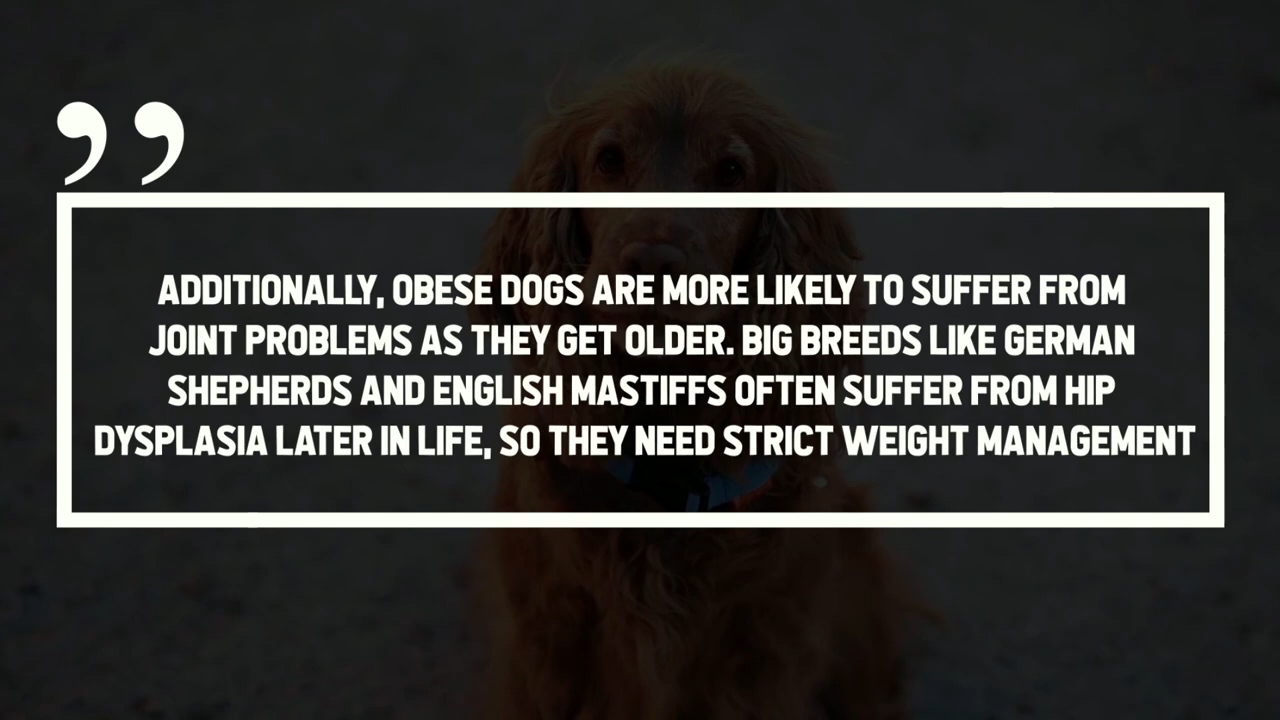 ”
ADDITIONALLY, OBESE DOGS ARE MORE LIKELY TO SUFFER FROM
JOINT PROBLEMS AS THEY GET OLDER. BIG BREEDS LIKE GERMAN
SHEPHERDS AND ENGLISH MASTIFFS OFTEN SUFFER FROM HIP
DYSPLASIA LATER IN LIFE, SO THEY NEED STRICT WEIGHT MANAGEMENT